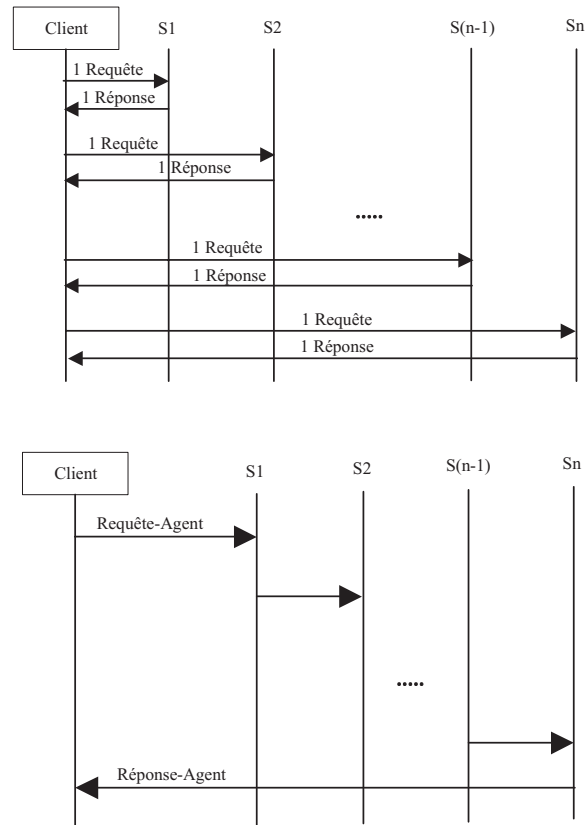 Client S1 S2 S(n-1) Sn
1 Requête
1 Réponse
1 Requête
1 Réponse
.....
1 Requête
1 Réponse
1 Requête
1 Réponse
Client S1 S2 S(n-1) Sn
Requête-Agent
.....
Réponse-Agent